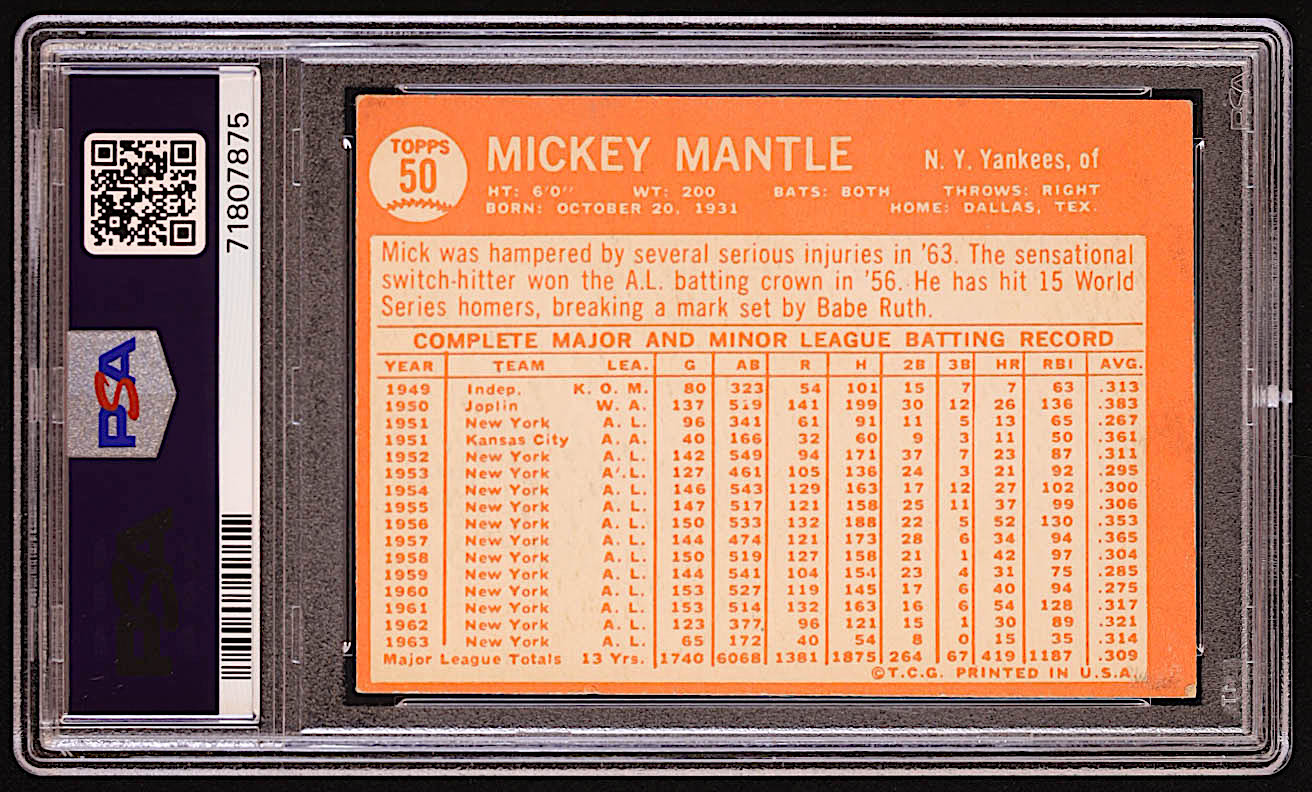 71807875
PSA
PSA
TOPPS
50
MICKEY MANTLE
N. Y. Yankees, of
HT: 6'0" WT: 200 BATS: BOTH THROWS: RIGHT
BORN: OCTOBER 20, 1931 HOME: DALLAS, TEX.
Mick was hampered by several serious injuries in '63. The sensational
switch-hitter won the A.L. batting crown in '56. He has hit 15 World
Series homers, breaking a mark set by Babe Ruth.
COMPLETE MAJOR AND MINOR LEAGUE BATTING RECORD
YEAR TEAM LEA. G AB R H 2B 3B HR RBI AVG.
1949 Indep. K. O. M. 80 323 54 101 15 7 7 63 .313
1950 Joplin W. A. 137 519 141 199 30 12 26 136 .383
1951 New York A. L. 96 341 61 91 11 5 13 65 .267
1951 Kansas City A. A. 40 166 32 60 9 3 11 50 .361
1952 New York A. L. 142 549 94 171 37 7 23 87 .311
1953 New York A. L. 127 461 105 136 24 3 21 92 .295
1954 New York A. L. 146 543 129 163 17 12 27 102 .300
1955 New York A. L. 147 517 121 158 25 11 37 99 .306
1956 New York A. L. 150 533 132 188 22 5 52 130 .353
1957 New York A. L. 144 474 121 173 28 6 34 94 .365
1958 New York A. L. 150 519 127 158 21 1 42 97 .304
1959 New York A. L. 144 541 104 154 23 4 31 75 .285
1960 New York A. L. 153 527 119 145 17 6 40 94 .275
1961 New York A. L. 153 514 132 163 16 6 54 128 .317
1962 New York A. L. 123 377 96 121 15 1 30 89 .321
1963 New York A. L. 65 172 40 54 8 0 15 35 .314
Major League Totals 13 Yrs. 1740 6068 1381 1875 264 67 419 1187 .309
©T.C.G. PRINTED IN U.S.A.
PSA